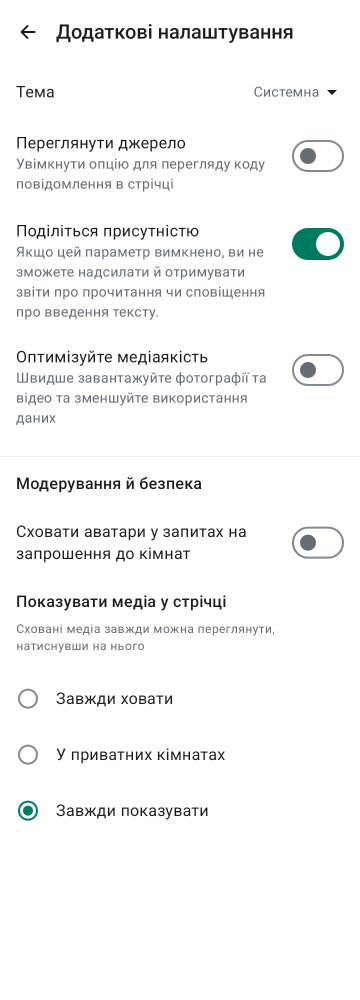 Додаткові налаштування
Тема
Системна
Переглянути джерело
Увімкнути опцію для перегляду коду
повідомлення в стрічці
Поділіться присутністю
Якщо цей параметр вимкнено, ви не
зможете надсилати й отримувати
звіти про прочитання чи сповіщення
про введення тексту.
Оптимізуйте медіаякість
Швидше завантажуйте фотографії та
відео та зменшуйте використання
даних
Модерування й безпека
Сховати аватари у запитах на
запрошення до кімнат
Показувати медіа у стрічці
Сховані медіа завжди можна переглянути,
натиснувши на нього
Завжди ховати
У приватних кімнатах
Завжди показувати